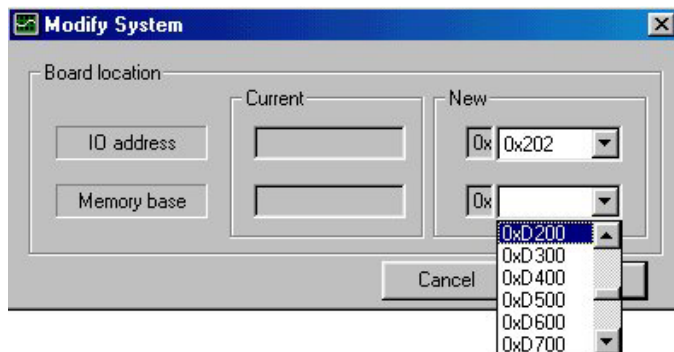 Modify System
Board location
Current
New
IO address
0x 0x202
Memory base
0x
0xD200
0xD300
Cancel
0xD400
0xD500
0xD600
0xD700